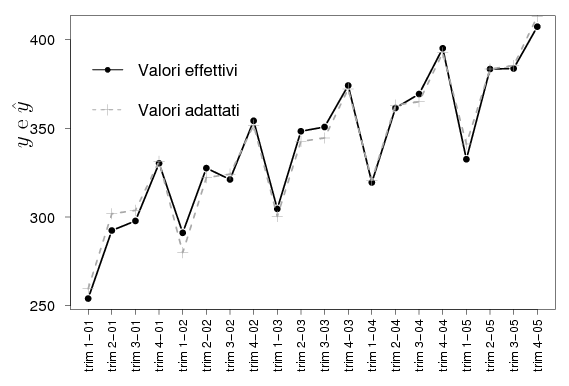 400
350
300
250
y e ŷ
Valori effettivi
Valori adattati
trim 1−01
trim 2−01
trim 3−01
trim 4−01
trim 1−02
trim 2−02
trim 3−02
trim 4−02
trim 1−03
trim 2−03
trim 3−03
trim 4−03
trim 1−04
trim 2−04
trim 3−04
trim 4−04
trim 1−05
trim 2−05
trim 3−05
trim 4−05